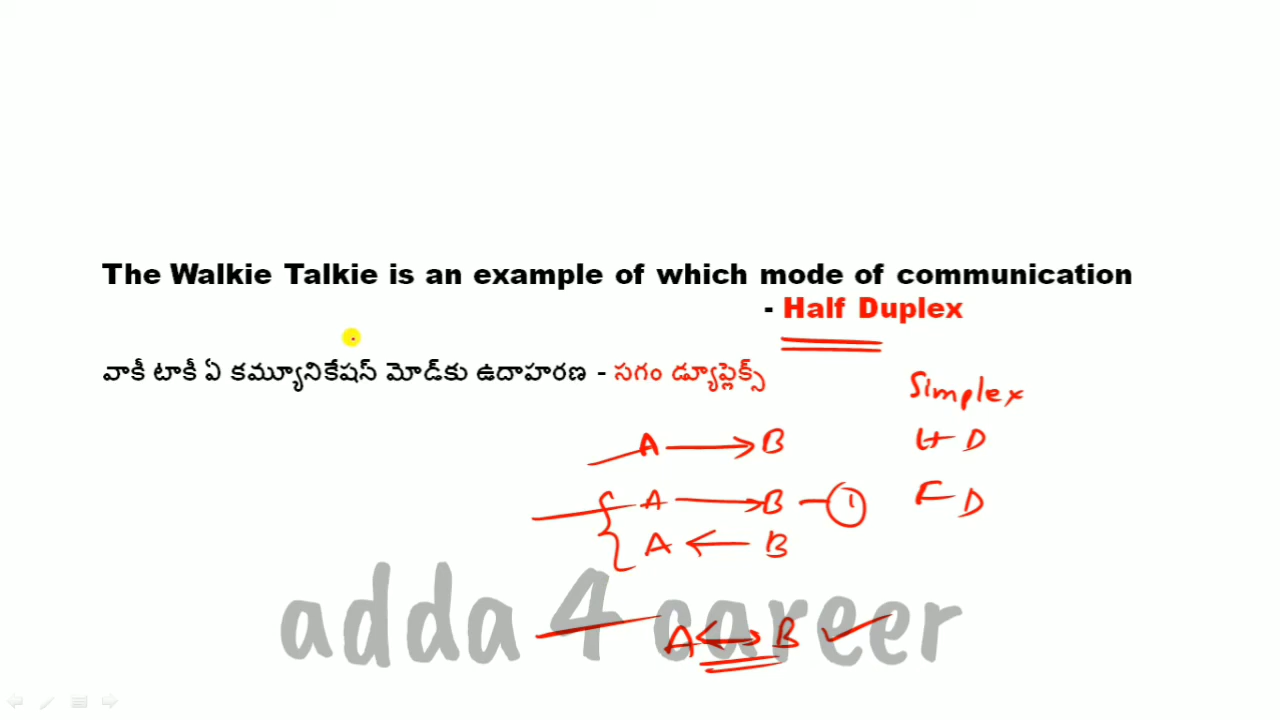 The Walkie Talkie is an example of which mode of communication
- Half Duplex
వాకీ టాకీ ఏ కమ్యూనికేషన్ మోడ్‌కు ఉదాహరణ - సగం డ్యూప్లెక్స్
Simplex
A → B
H D
A → B - 1
F D
A ← B
adda 4 career
A ↔ B ✓